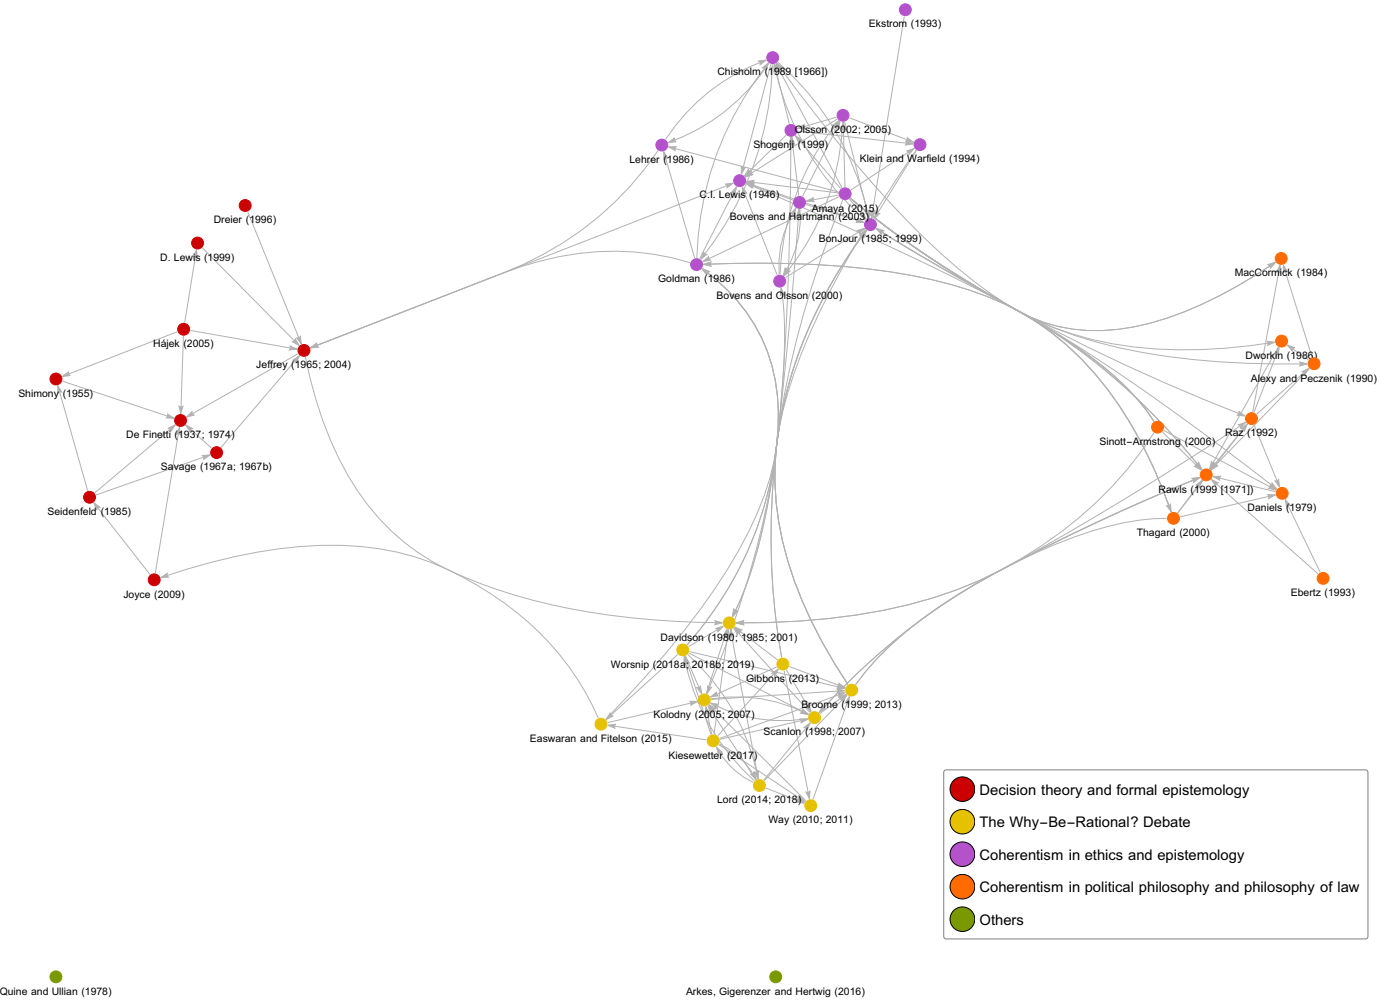 Ekstrom (1993)
Chisholm (1989 [1966])
Olsson (2002; 2005)
Shogenji (1999)
Klein and Warfield (1994)
Lehrer (1986)
C.I. Lewis (1946)
Amaya (2015)
Bovens and Hartmann (2003)
BonJour (1985; 1999)
Goldman (1986)
Bovens and Olsson (2000)
Dreier (1996)
D. Lewis (1999)
Hájek (2005)
Jeffrey (1965; 2004)
Shimony (1955)
De Finetti (1937; 1974)
Savage (1967a; 1967b)
Seidenfeld (1985)
Joyce (2009)
MacCormick (1984)
Dworkin (1986)
Alexy and Peczenik (1990)
Raz (1992)
Sinott-Armstrong (2006)
Rawls (1999 [1971])
Daniels (1979)
Thagard (2000)
Ebertz (1993)
Davidson (1980; 1985; 2001)
Worsnip (2018a; 2018b; 2019)
Gibbons (2013)
Broome (1999; 2013)
Kolodny (2005; 2007)
Scanlon (1998; 2007)
Easwaran and Fitelson (2015)
Kiesewetter (2017)
Lord (2014; 2018)
Way (2010; 2011)
Decision theory and formal epistemology
The Why-Be-Rational? Debate
Coherentism in ethics and epistemology
Coherentism in political philosophy and philosophy of law
Others
Quine and Ullian (1978)
Arkes, Gigerenzer and Hertwig (2016)